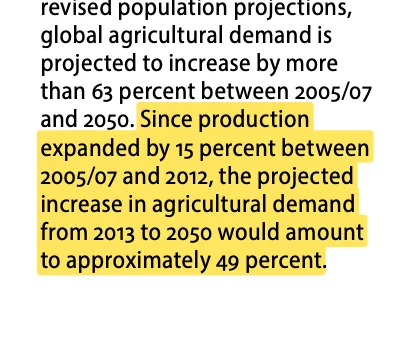 revised population projections,
global agricultural demand is
projected to increase by more
than 63 percent between 2005/07
and 2050. Since production
expanded by 15 percent between
2005/07 and 2012, the projected
increase in agricultural demand
from 2013 to 2050 would amount
to approximately 49 percent.